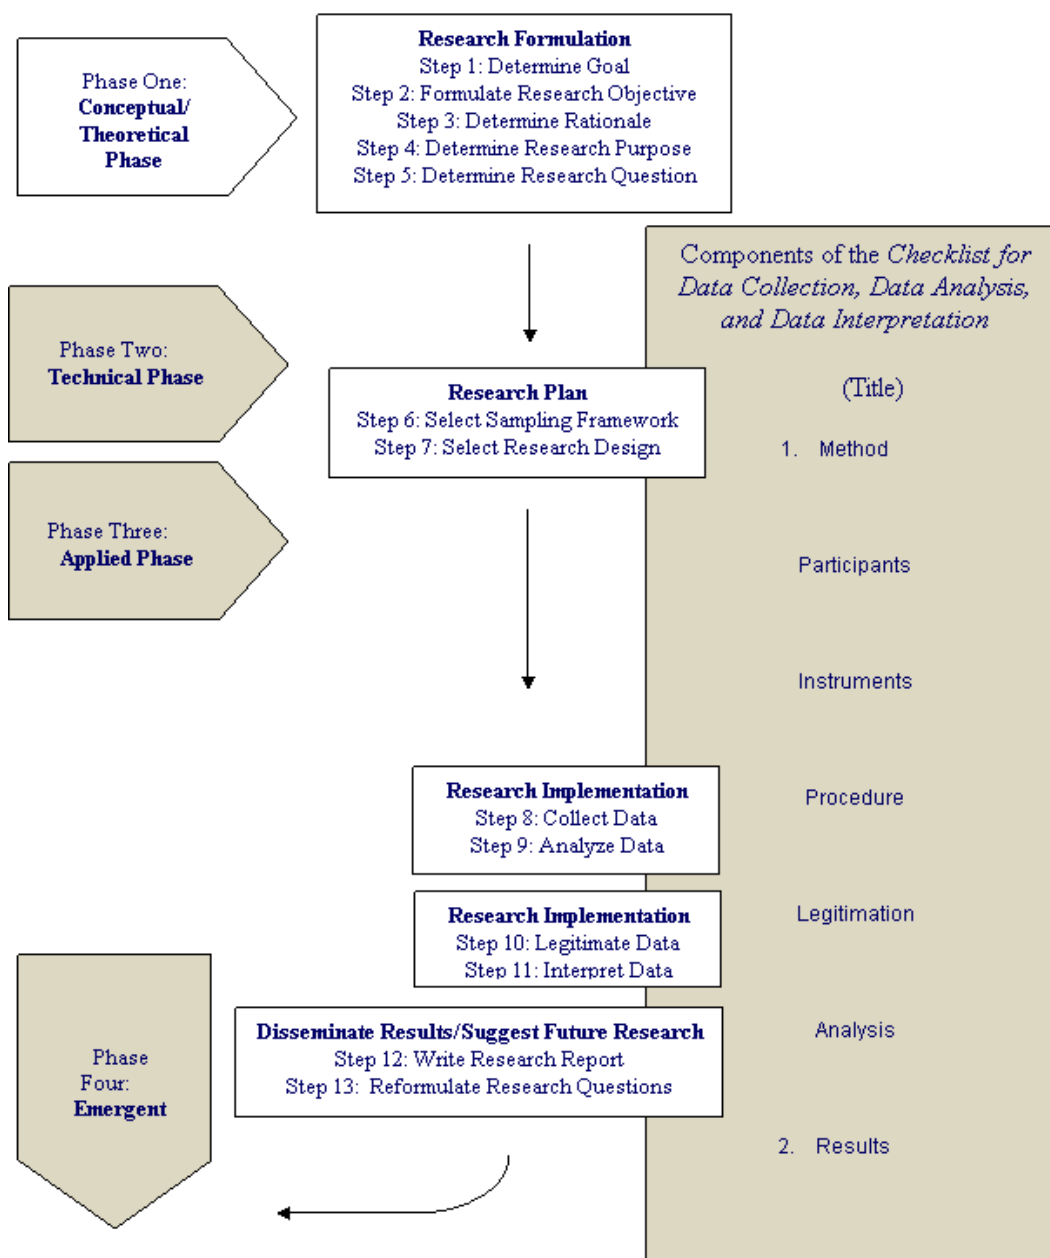 Phase One:
Conceptual/
Theoretical
Phase
Research Formulation
Step 1: Determine Goal
Step 2: Formulate Research Objective
Step 3: Determine Rationale
Step 4: Determine Research Purpose
Step 5: Determine Research Question
Components of the Checklist for
Data Collection, Data Analysis,
and Data Interpretation
(Title)
1. Method
Participants
Instruments
Procedure
Legitimation
Analysis
2. Results
Phase Two:
Technical Phase
Research Plan
Step 6: Select Sampling Framework
Step 7: Select Research Design
Phase Three:
Applied Phase
Research Implementation
Step 8: Collect Data
Step 9: Analyze Data
Research Implementation
Step 10: Legitimate Data
Step 11: Interpret Data
Phase
Four:
Emergent
Disseminate Results/Suggest Future Research
Step 12: Write Research Report
Step 13: Reformulate Research Questions